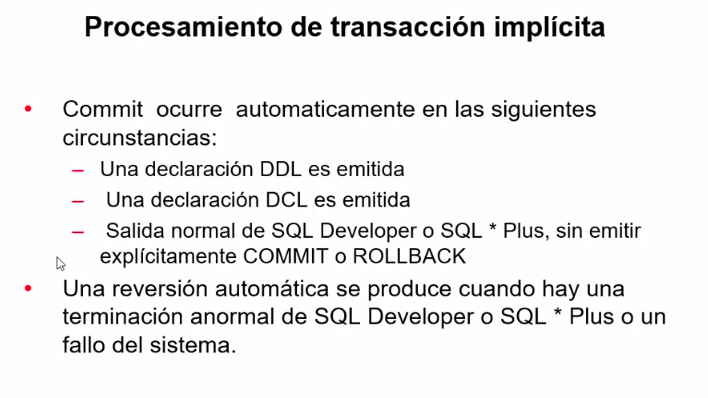 Procesamiento de transacción implícita
• Commit ocurre automaticamente en las siguientes
circunstancias:
– Una declaración DDL es emitida
– Una declaración DCL es emitida
– Salida normal de SQL Developer o SQL * Plus, sin emitir
explícitamente COMMIT o ROLLBACK
• Una reversión automática se produce cuando hay una
terminación anormal de SQL Developer o SQL * Plus o un
fallo del sistema.